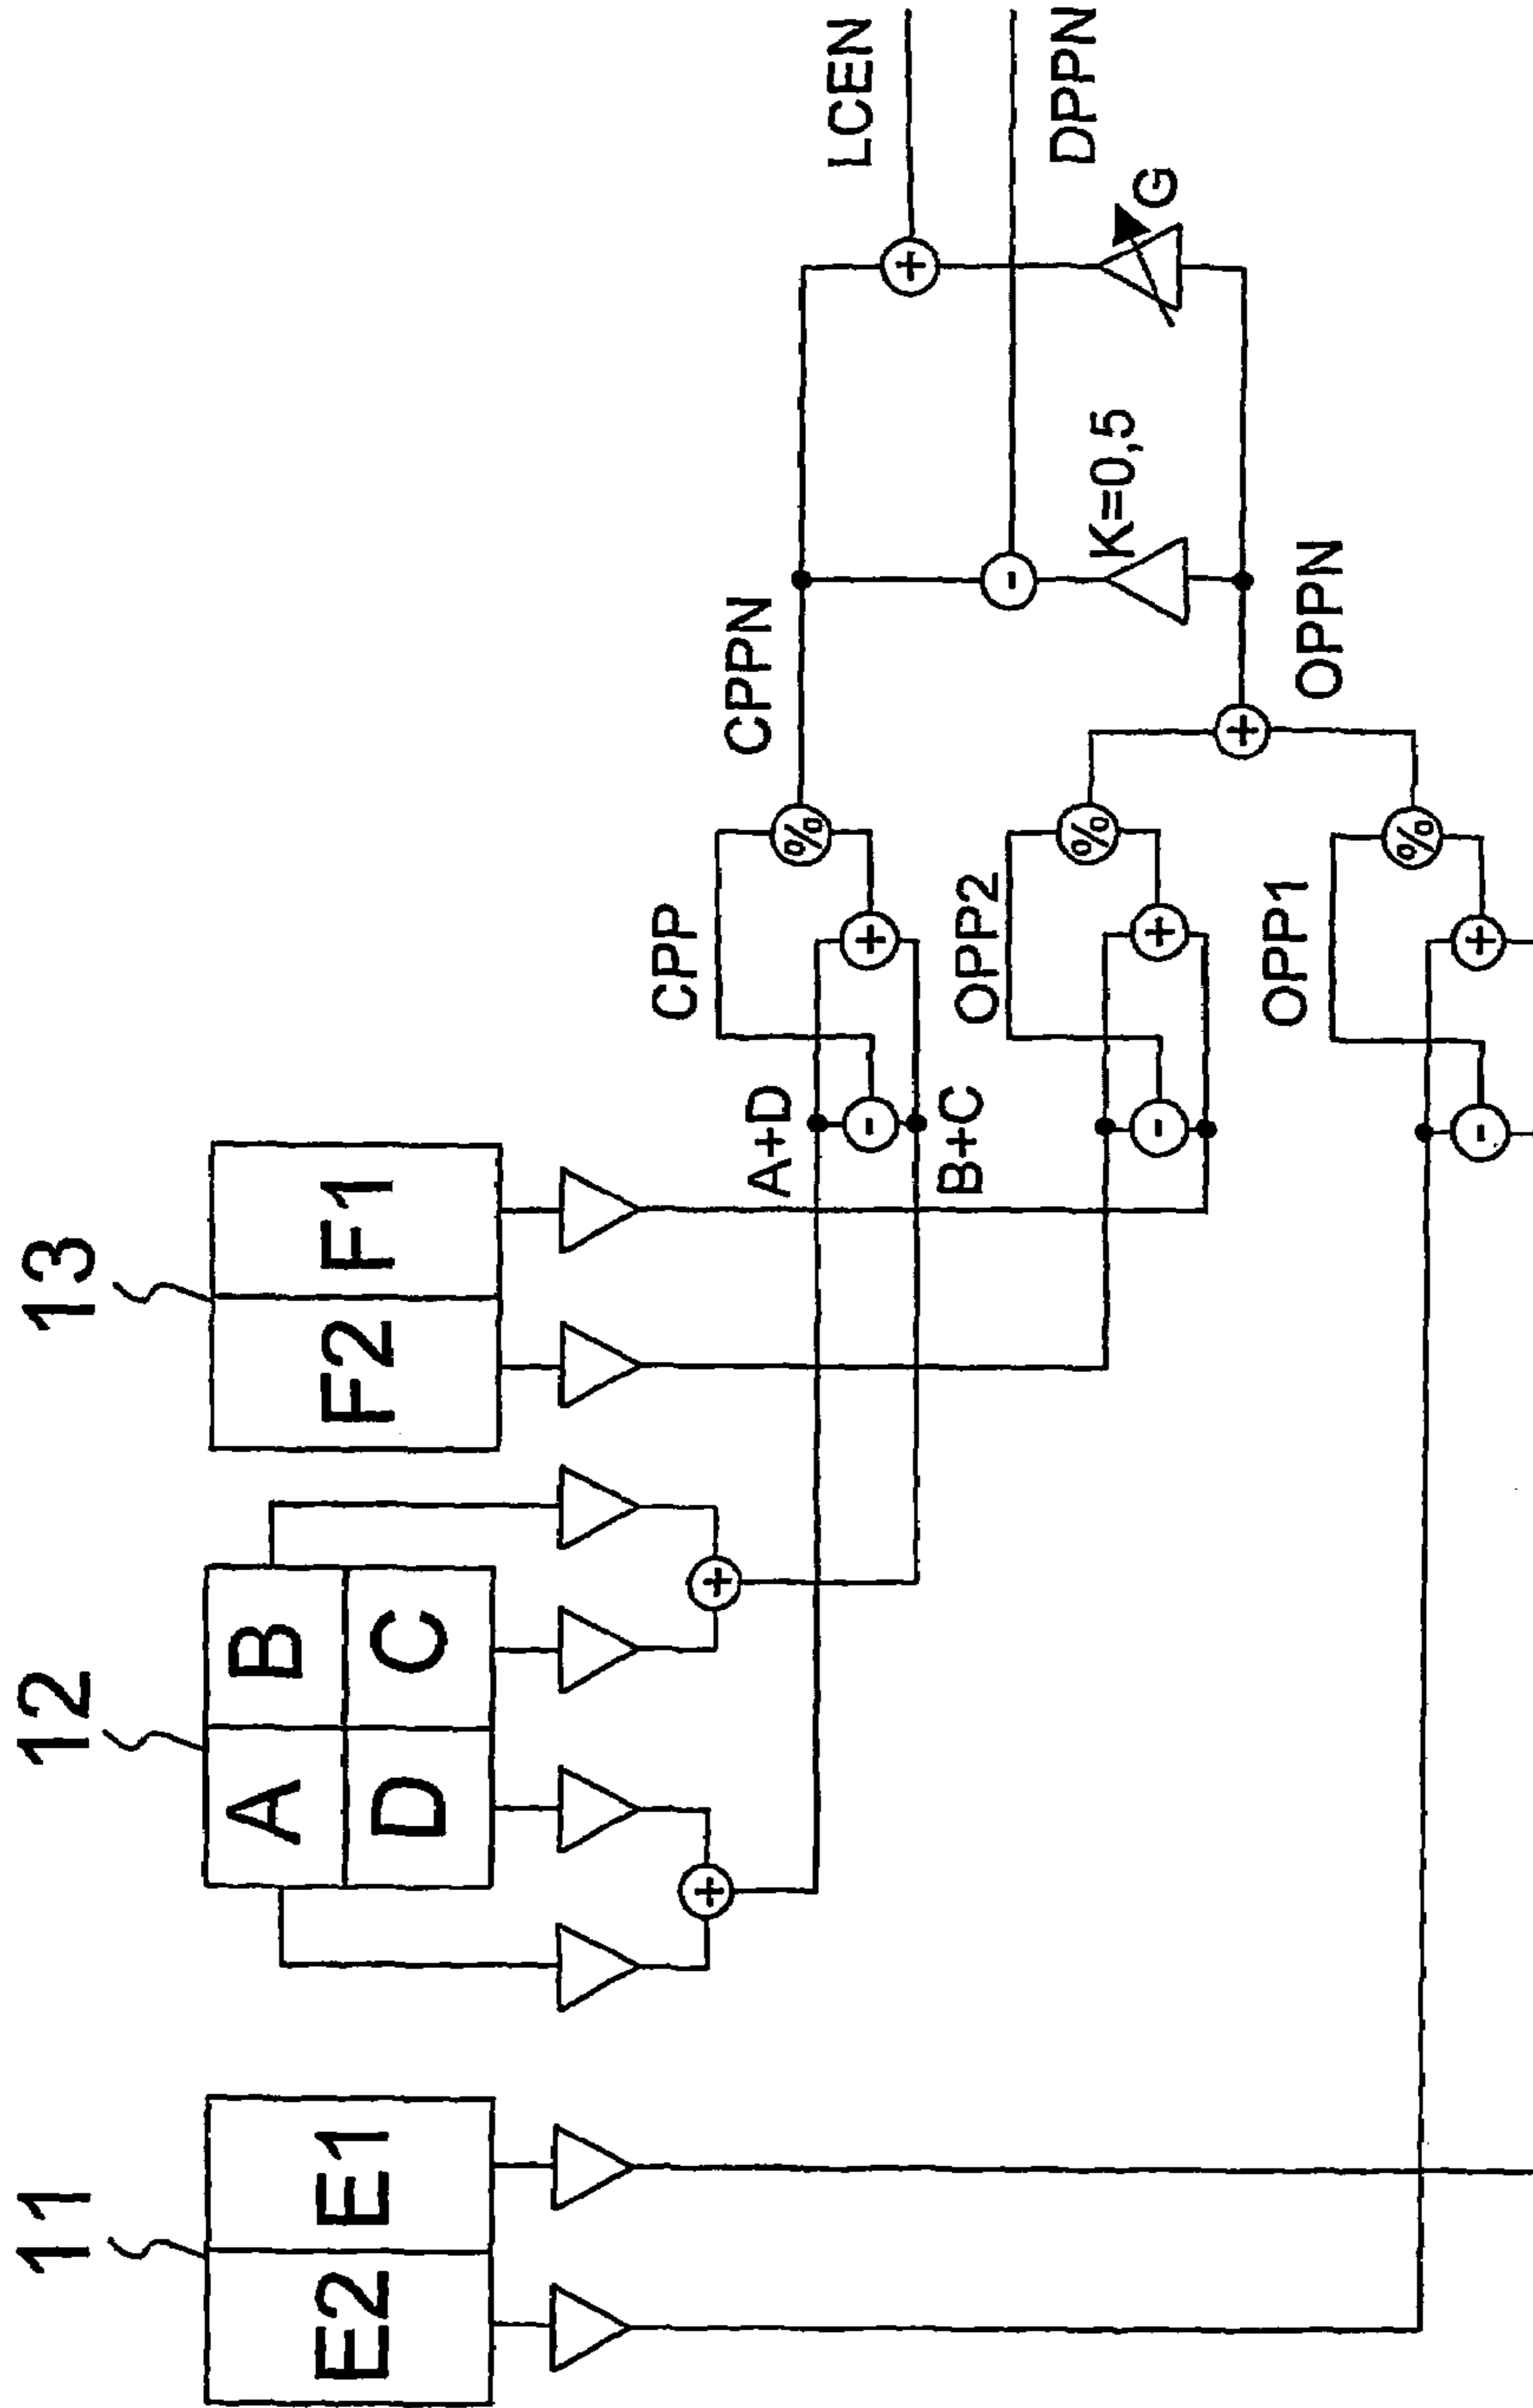 11
12
13
E2
E1
A
B
D
C
F2
F1
+
+
A+D
B+C
-
+
CPP
%
CPPN
-
+
OPP2
%
-
+
OPP1
%
+
OPPN
-
K=0,5
+
G
LCEN
DPPN